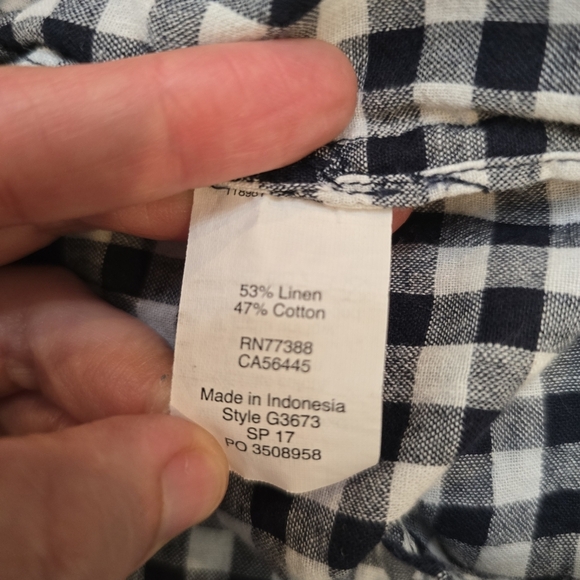 53% Linen
47% Cotton
RN77388
CA56445
Made in Indonesia
Style G3673
SP 17
PO 3508958